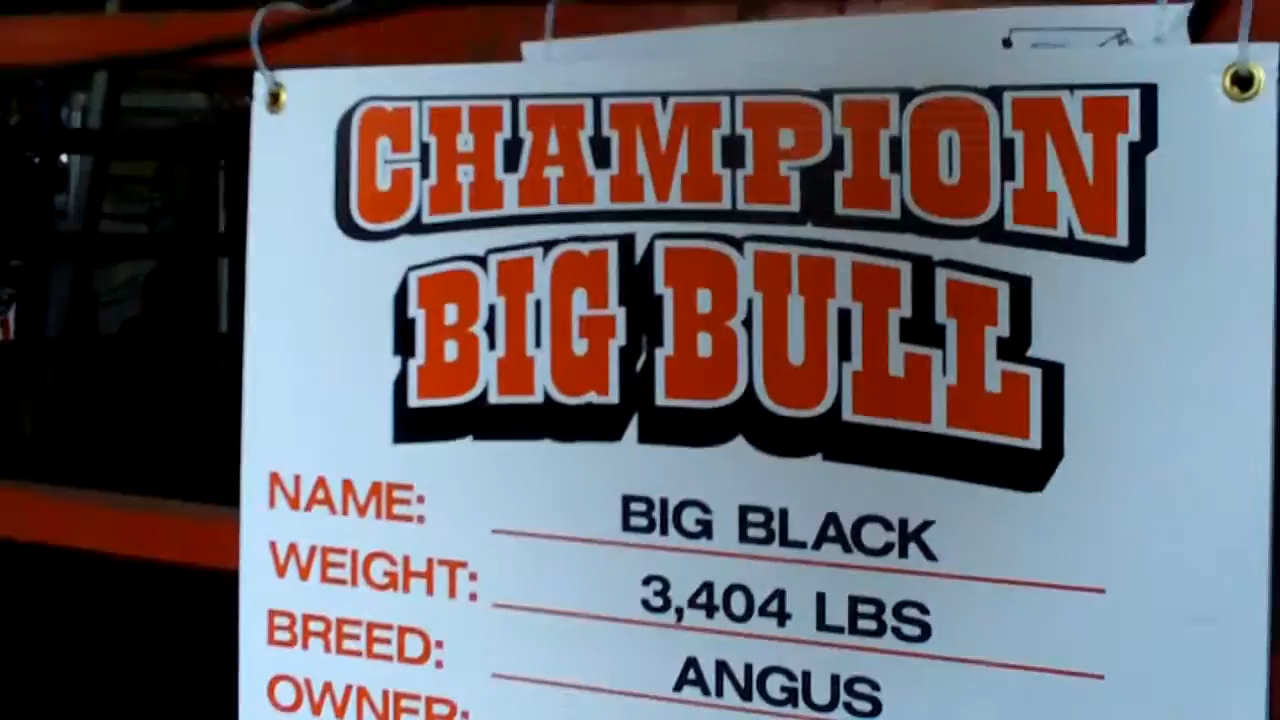 CHAMPION
BIG BULL
NAME: BIG BLACK
WEIGHT: 3,404 LBS
BREED: ANGUS
OWNER: